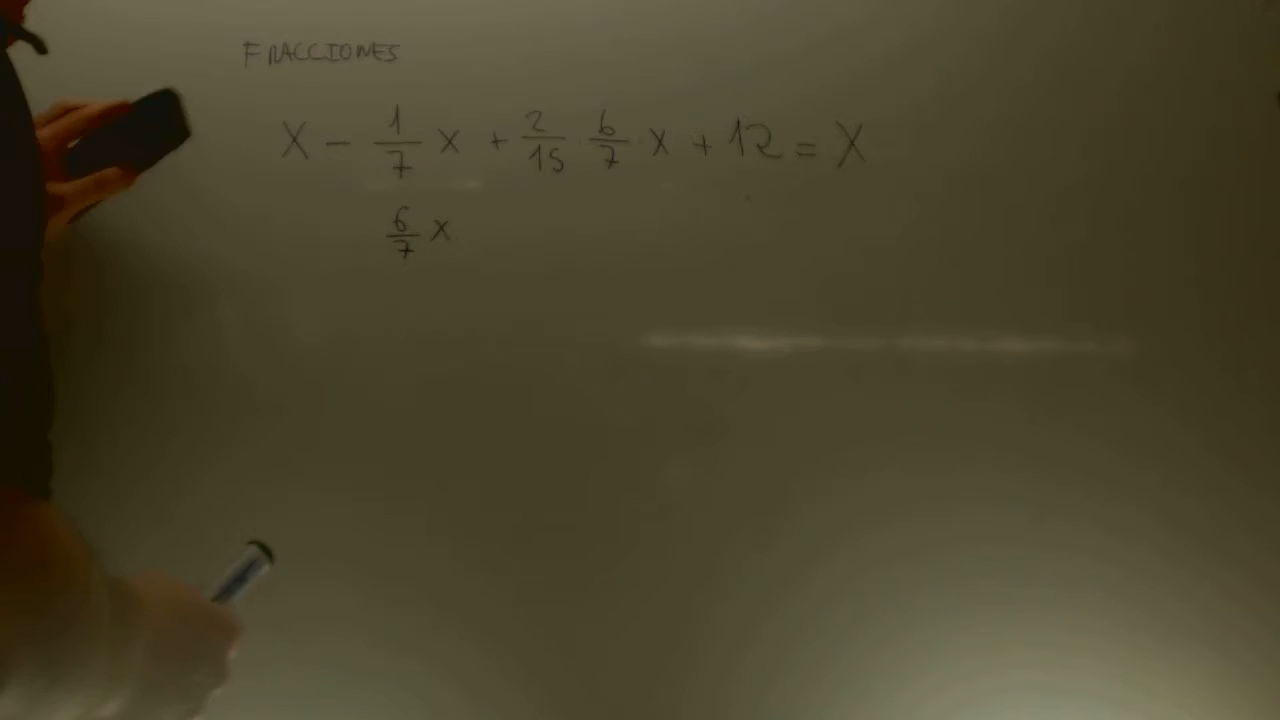 FRACCIONES
X - 1/7 x + 2/15 · 6/7 · x + 12 = X
6/7 x